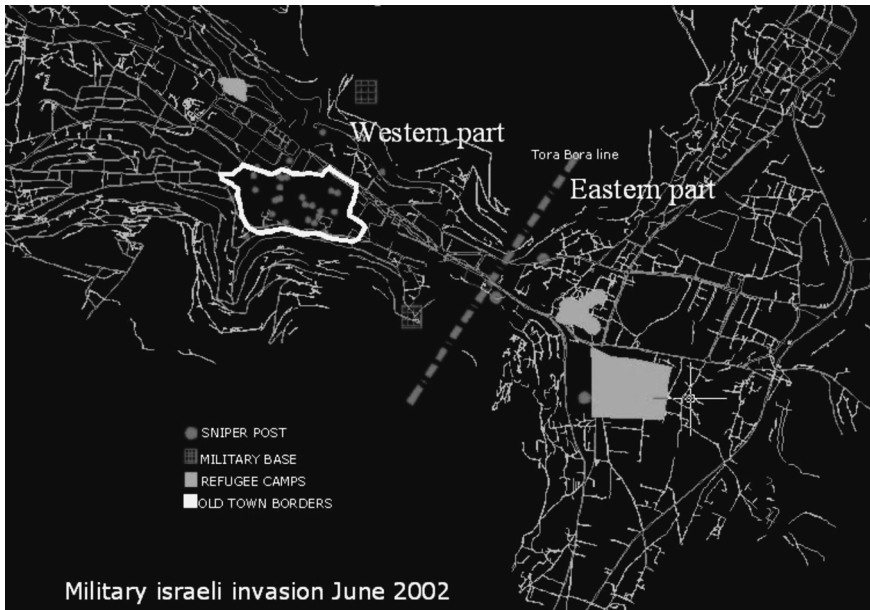 Western part
Tora Bora line
Eastern part
SNIPER POST
MILITARY BASE
REFUGEE CAMPS
OLD TOWN BORDERS
Military israeli invasion June 2002